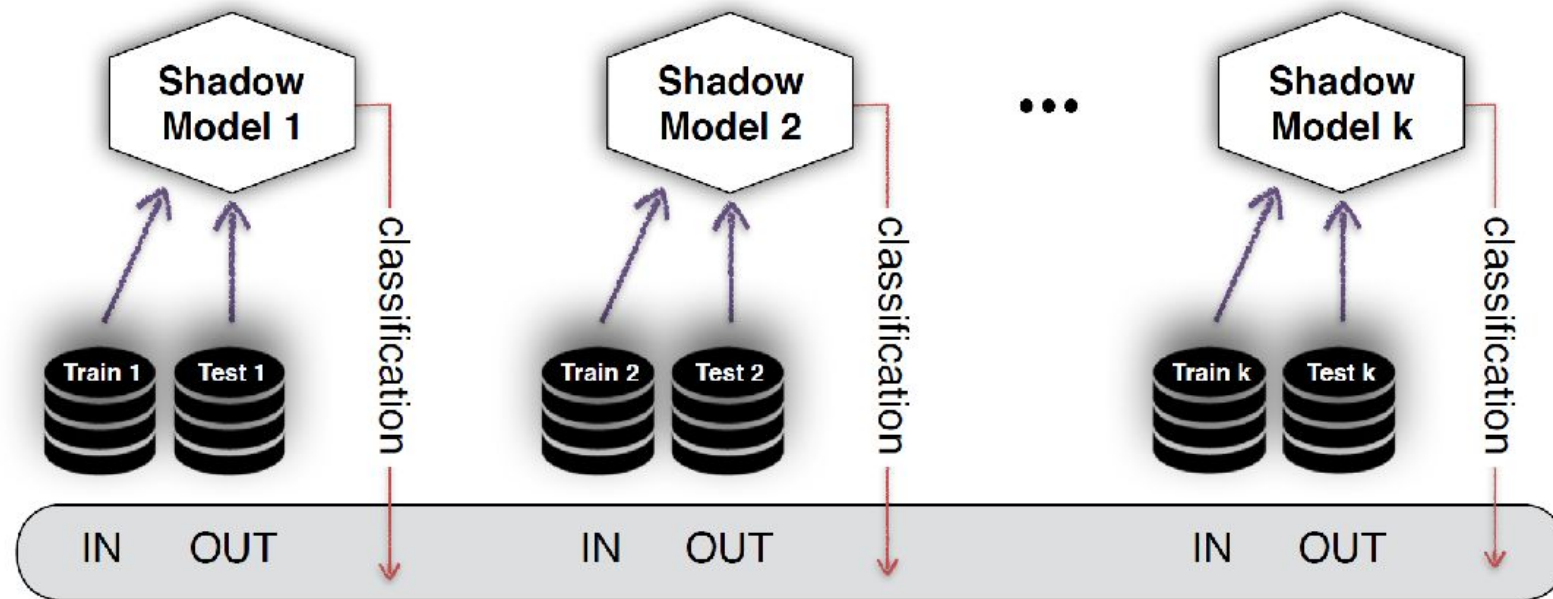 Shadow
Model 1
Shadow
Model 2
...
Shadow
Model k
classification
classification
classification
Train 1
Test 1
Train 2
Test 2
Train k
Test k
IN OUT
IN OUT
IN OUT